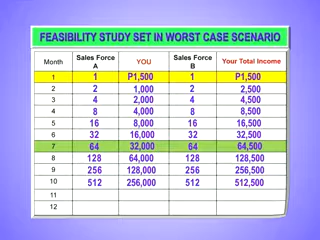 FEASIBILITY STUDY SET IN WORST CASE SCENARIO
Month Sales Force A YOU Sales Force B Your Total Income
1 1 P1,500 1 P1,500
2 2 1,000 2 2,500
3 4 2,000 4 4,500
4 8 4,000 8 8,500
5 16 8,000 16 16,500
6 32 16,000 32 32,500
7 64 32,000 64 64,500
8 128 64,000 128 128,500
9 256 128,000 256 256,500
10 512 256,000 512 512,500
11
12